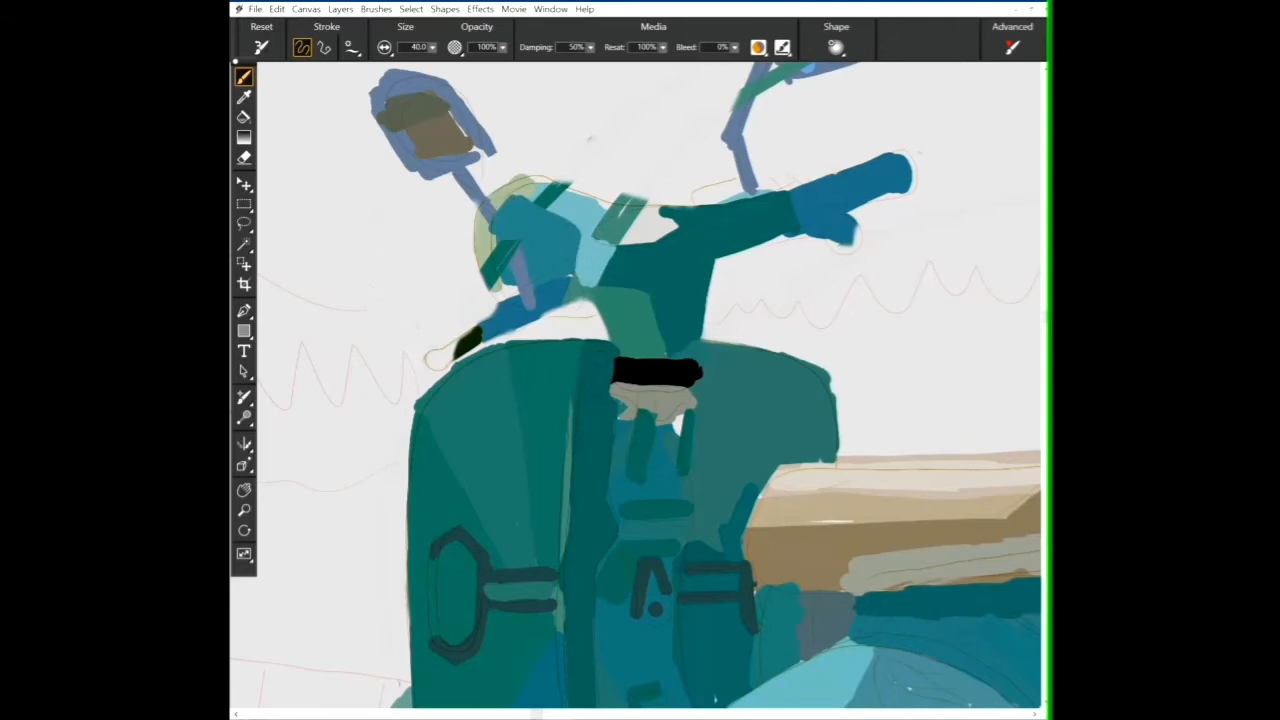 File Edit Canvas Layers Brushes Select Shapes Effects Movie Window Help
Reset Stroke Size Opacity Media Shape Advanced
40.0 100% Damping: 50% Resat: 100% Bleed: 0%
T